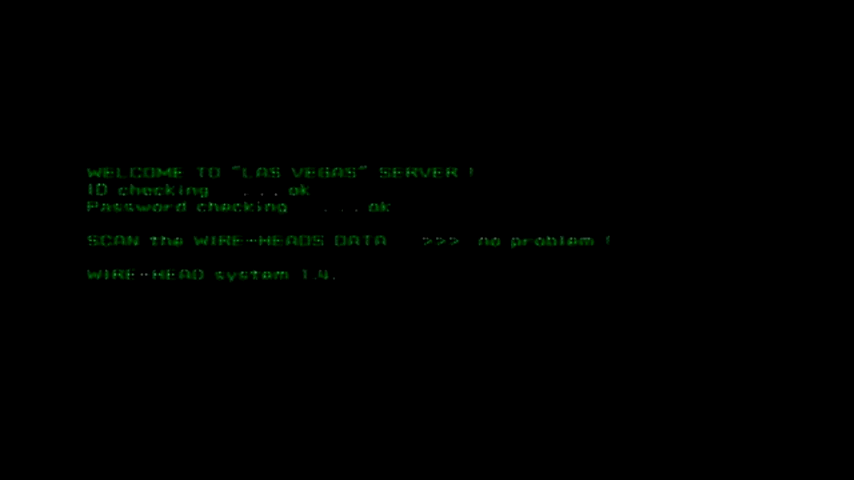 WELCOME TO "LAS VEGAS" SERVER !
ID checking ...ok
Password checking ...ok
SCAN the WIRE-HEADS DATA >>> no problem !
WIRE-HEAD system 1.4.